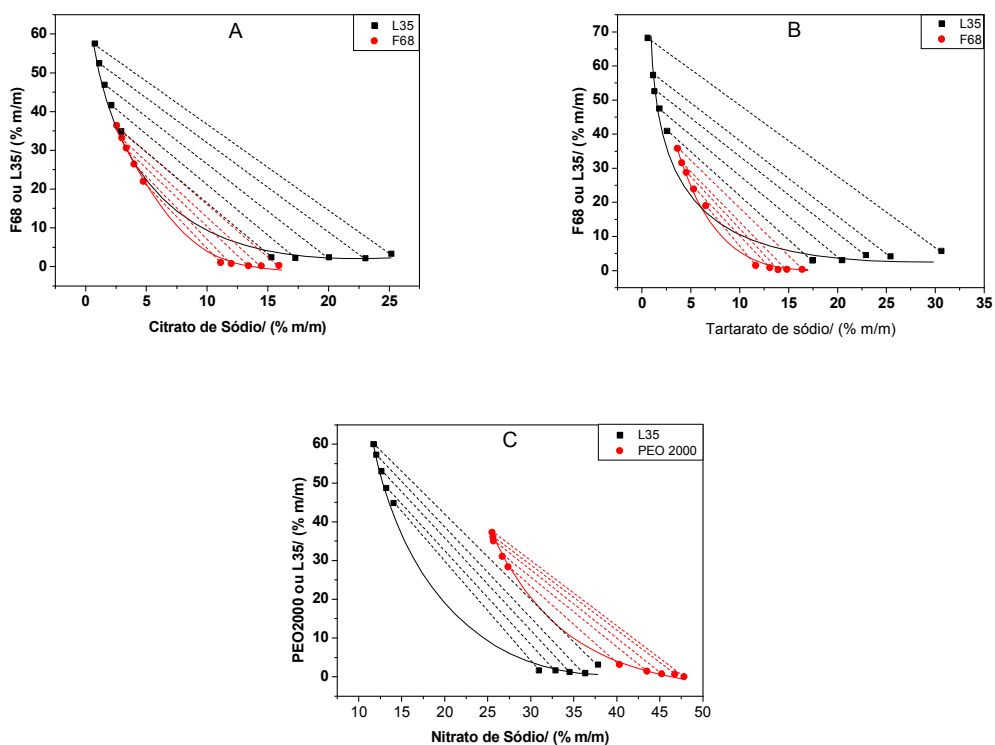 A
L35
F68
60
50
40
30
20
10
0
F68 ou L35/ (% m/m)
0 5 10 15 20 25
Citrato de Sódio/ (% m/m)
B
L35
F68
70
60
50
40
30
20
10
0
F68 ou L35/ (% m/m)
0 5 10 15 20 25 30 35
Tartarato de sódio/ (% m/m)
C
L35
PEO 2000
60
50
40
30
20
10
0
PEO2000 ou L35/ (% m/m)
10 15 20 25 30 35 40 45 50
Nitrato de Sódio/ (% m/m)